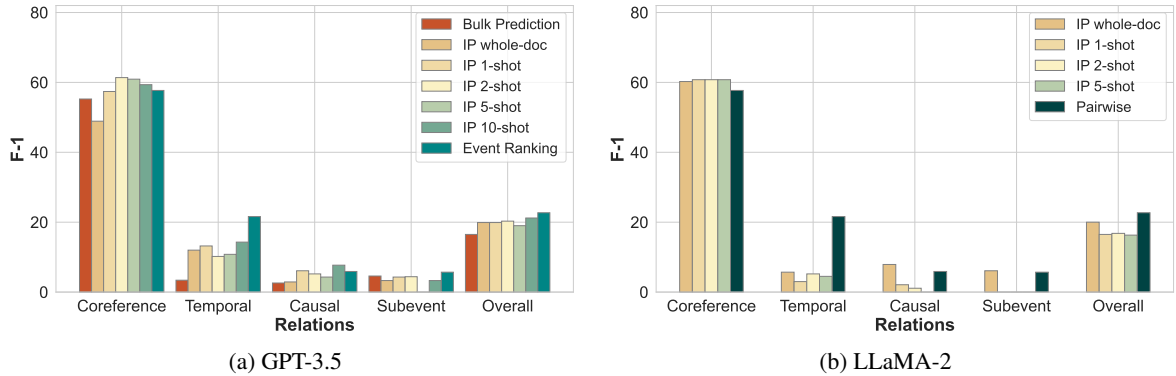 80
60
40
20
0
F-1
Bulk Prediction
IP whole-doc
IP 1-shot
IP 2-shot
IP 5-shot
IP 10-shot
Event Ranking
Coreference Temporal Causal Subevent Overall
Relations
(a) GPT-3.5
80
60
40
20
0
F-1
IP whole-doc
IP 1-shot
IP 2-shot
IP 5-shot
Pairwise
Coreference Temporal Causal Subevent Overall
Relations
(b) LLaMA-2